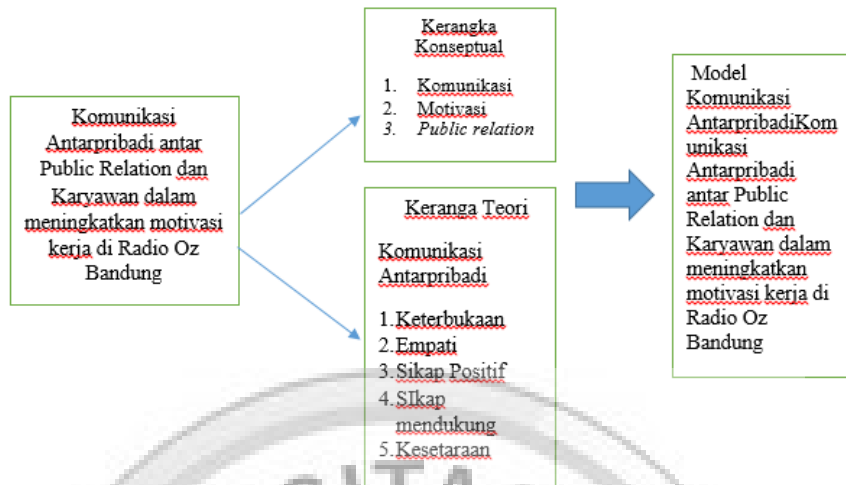 Komunikasi
Antarpribadi antar
Public Relation dan
Karyawan dalam
meningkatkan motivasi
kerja di Radio Oz
Bandung
Kerangka
Konseptual
1. Komunikasi
2. Motivasi
3. Public relation
Keranga Teori
Komunikasi
Antarpribadi
1. Keterbukaan
2. Empati
3. Sikap Positif
4. SIkap
mendukung
5. Kesetaraan
Model
Komunikasi
AntarpribadiKom
unikasi
Antarpribadi
antar Public
Relation dan
Karyawan dalam
meningkatkan
motivasi kerja di
Radio Oz
Bandung